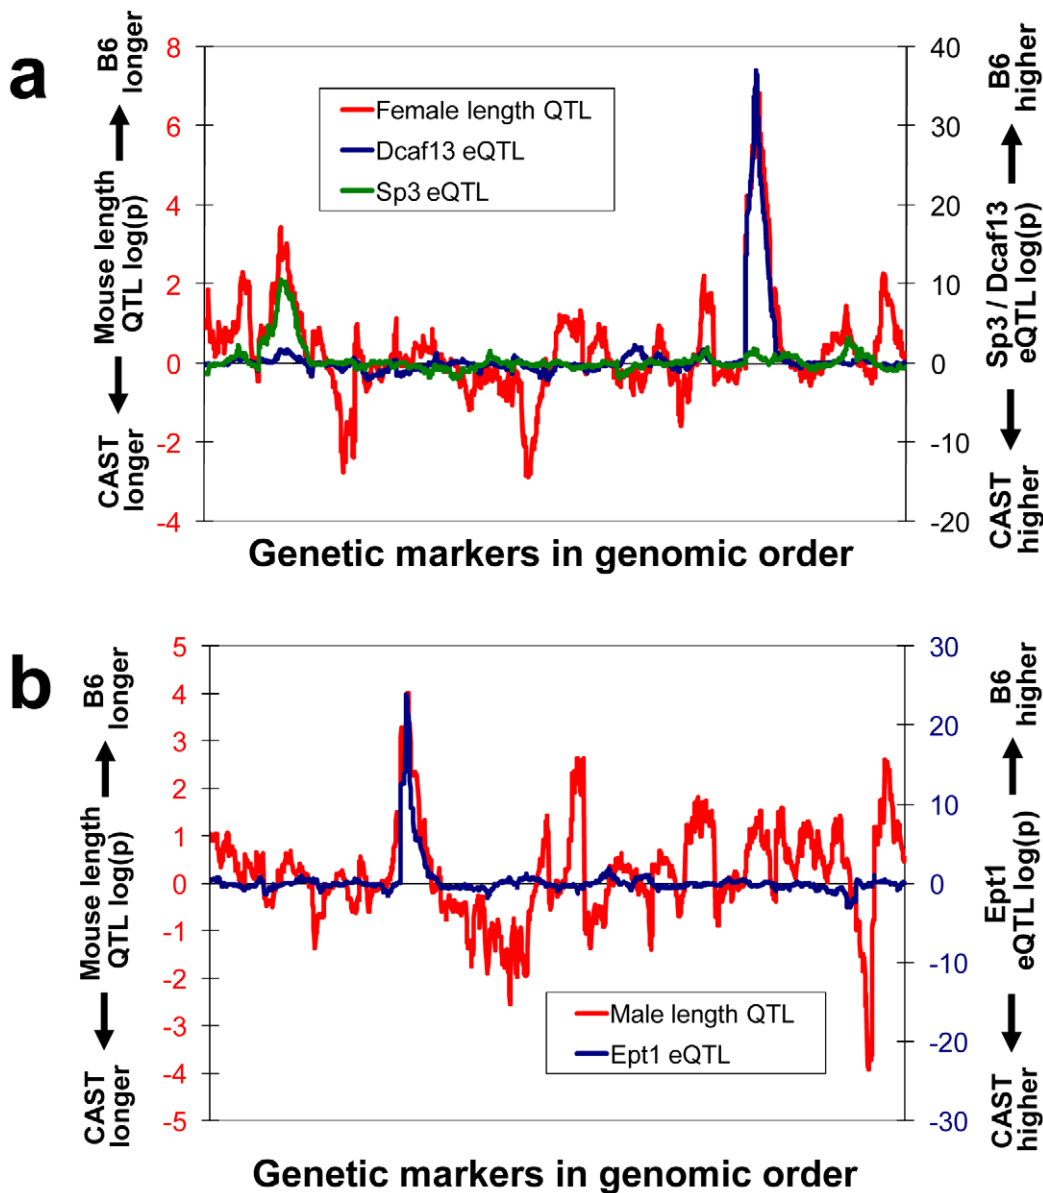 a
B6
longer
Mouse length
QTL log(p)
CAST
longer
8
6
4
2
0
-2
-4
Female length QTL
Dcaf13 eQTL
Sp3 eQTL
40
30
20
10
0
-10
-20
B6
higher
Sp3 / Dcaf13
eQTL log(p)
CAST
higher
Genetic markers in genomic order
b
B6
longer
Mouse length
QTL log(p)
CAST
longer
5
4
3
2
1
0
-1
-2
-3
-4
-5
Male length QTL
Ept1 eQTL
30
20
10
0
-10
-20
-30
B6
higher
Ept1
eQTL log(p)
CAST
higher
Genetic markers in genomic order